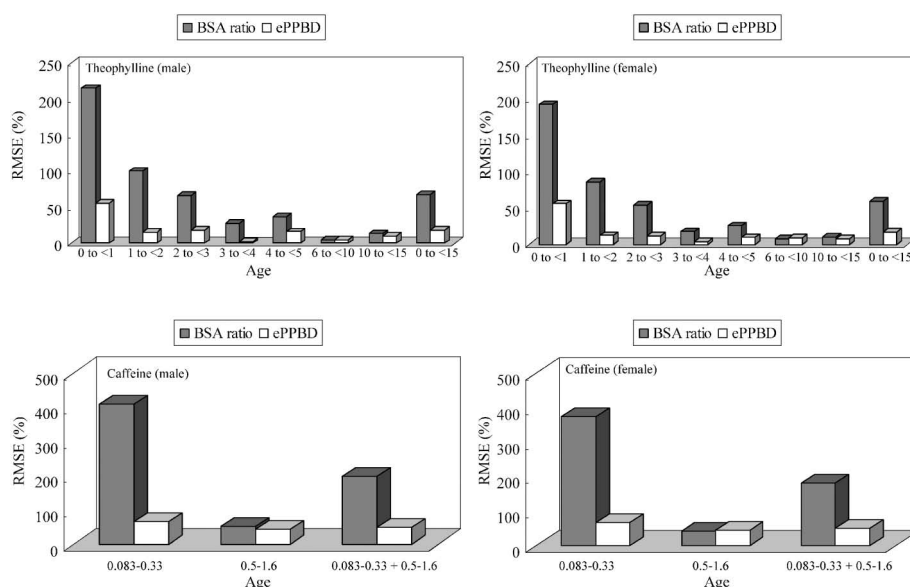 BSA ratio ePPBD
Theophylline (male)
RMSE (%)
250
200
150
100
50
0
0 to <1 1 to <2 2 to <3 3 to <4 4 to <5 6 to <10 10 to <15 0 to <15
Age
BSA ratio ePPBD
Theophylline (female)
RMSE (%)
250
200
150
100
50
0
0 to <1 1 to <2 2 to <3 3 to <4 4 to <5 6 to <10 10 to <15 0 to <15
Age
BSA ratio ePPBD
Caffeine (male)
RMSE (%)
500
400
300
200
100
0
0.083-0.33 0.5-1.6 0.083-0.33 + 0.5-1.6
Age
BSA ratio ePPBD
Caffeine (female)
RMSE (%)
500
400
300
200
100
0
0.083-0.33 0.5-1.6 0.083-0.33 + 0.5-1.6
Age